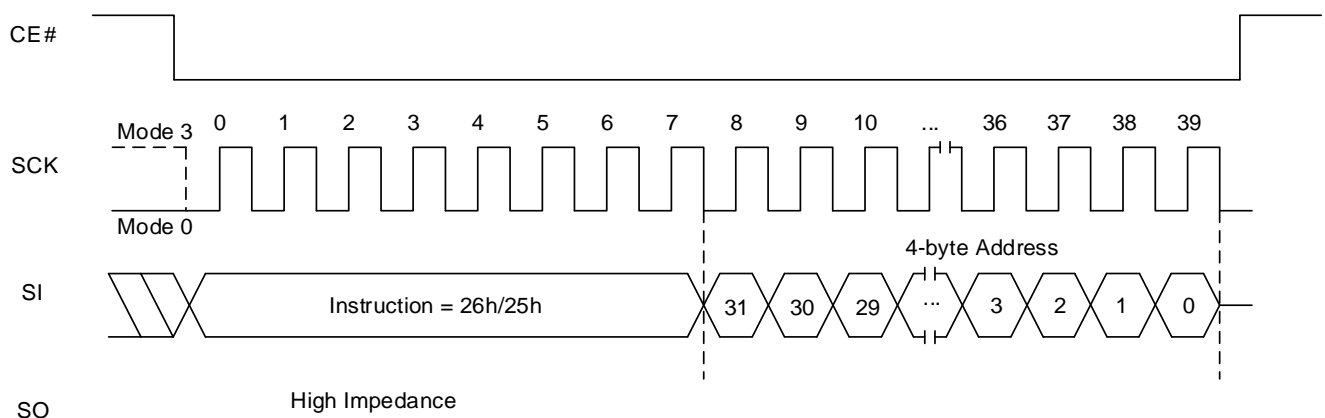 CE#
Mode 3 0 1 2 3 4 5 6 7 8 9 10 ... 36 37 38 39
SCK
Mode 0
4-byte Address
SI Instruction = 26h/25h 31 30 29 ... 3 2 1 0
High Impedance
SO